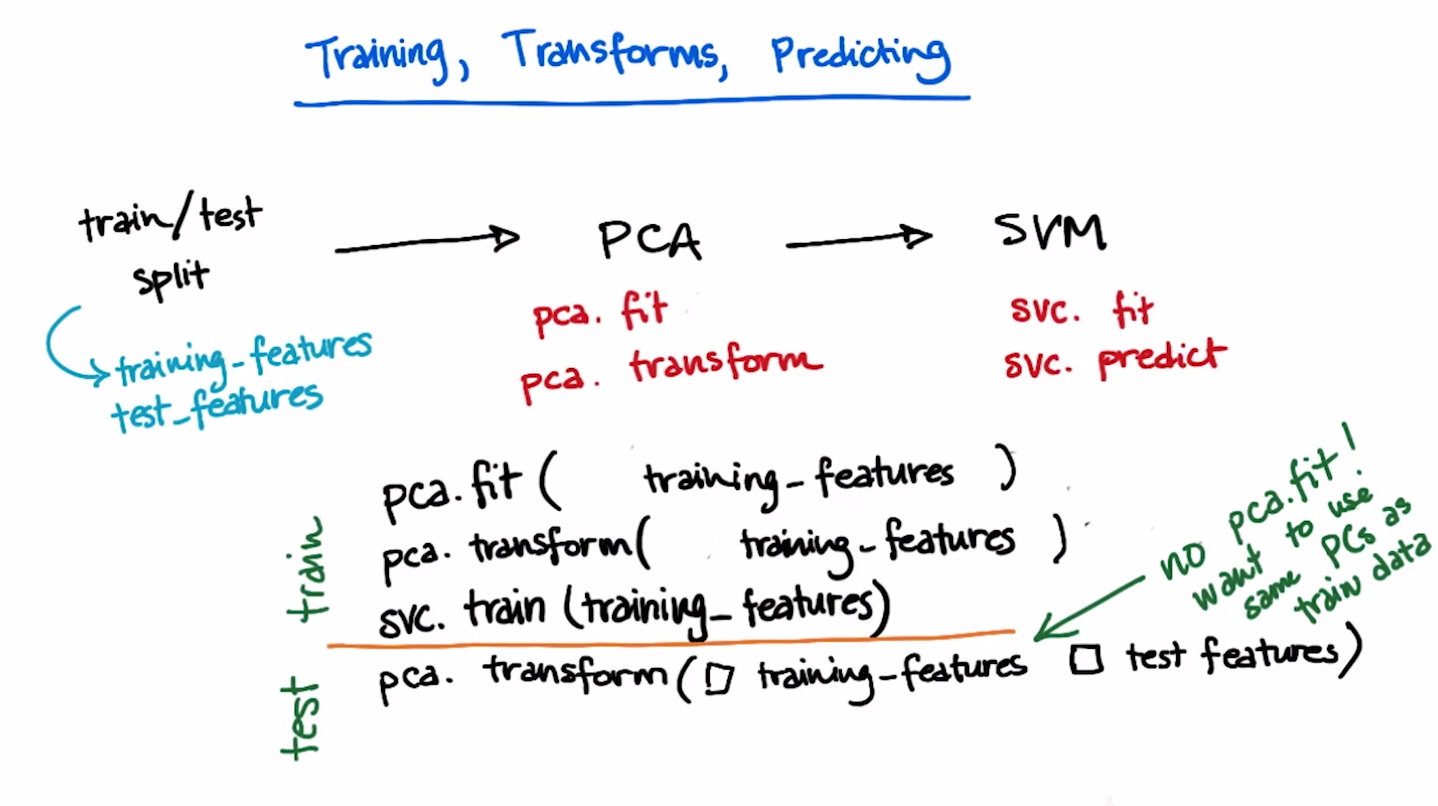 Training, Transforms, Predicting
train/test
split
training_features
test_features
PCA
pca. fit
pca. transform
SVM
svc. fit
svc. predict
train
pca.fit ( training_features )
pca. transform( training_features )
svc. train (training_features)
test
pca. transform( □ training_features □ test features)
no pca.fit!
want to use
same PCs as
train data